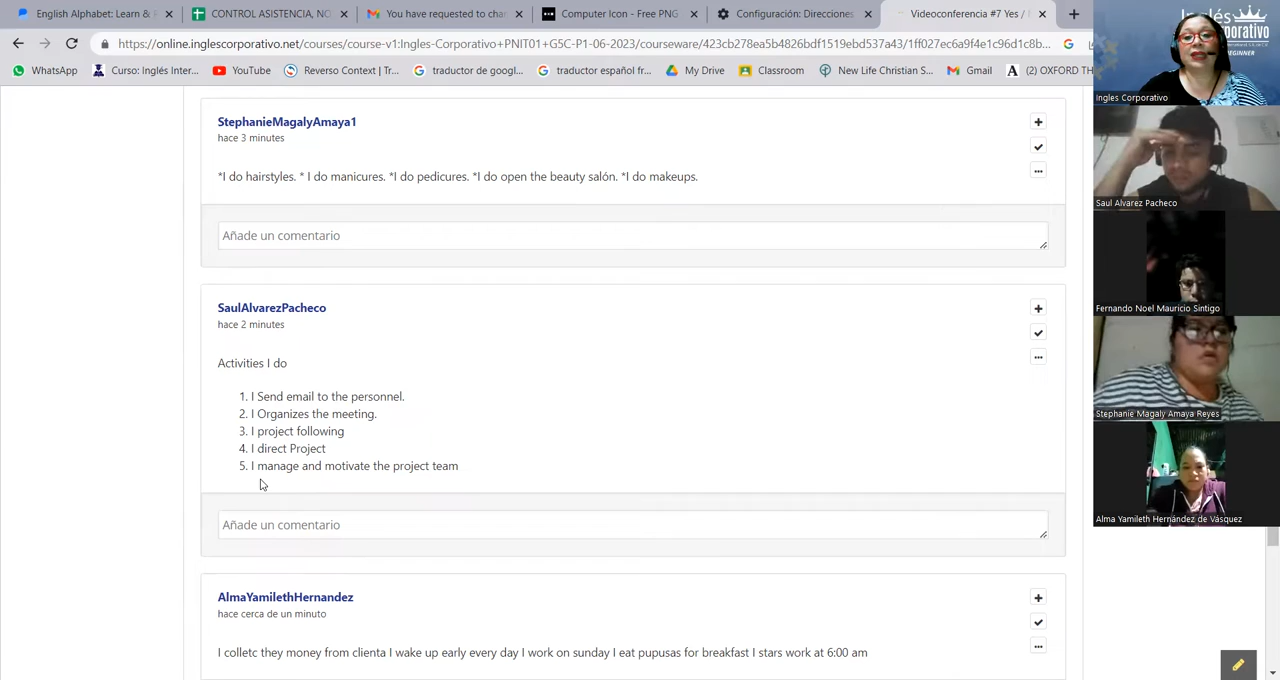 English Alphabet: Learn & E
CONTROL ASISTENCIA, NO
You have requested to cha
Computer Icon - Free PNG
Configuración: Direcciones
Videoconferencia #7 Yes / N
https://online.inglescorporativo.net/courses/course-v1:Ingles-Corporativo+
+G5C-P1-06-2023/courseware/423cb278ea5b4826bdf1519ebd537a43/1ff027ec6a9f4e1c96d1c8b...
WhatsApp
Curso: Inglés Inter...
YouTube
Reverso Context | Tr...
traductor de googl...
traductor español fr...
My Drive
Classroom
New Life Christian S...
Gmail
(2) OXFORD TH
StephanieMagalyAmaya1
hace 3 minutes
*I do hairstyles. * I do manicures. *I do pedicures. *I do open the beauty salón. *I do makeups.
Añade un comentario
SaulAlvarezPacheco
hace 2 minutes
Activities I do
1. I Send email to the personnel.
2. I Organizes the meeting.
3. I project following
4. I direct Project
5. I manage and motivate the project team
Añade un comentario
AlmaYamilethHernandez
hace cerca de un minuto
I colletc they money from clienta I wake up early every day I work on sunday I eat pupusas for breakfast I stars work at 6:00 am
Inglés
Ingles Corporativo
Saul Alvarez Pacheco
Fernando Noel Mauricio Sintigo
Stephanie Magaly Amaya Reyes
Alma Yamileth Hernández de Vásquez